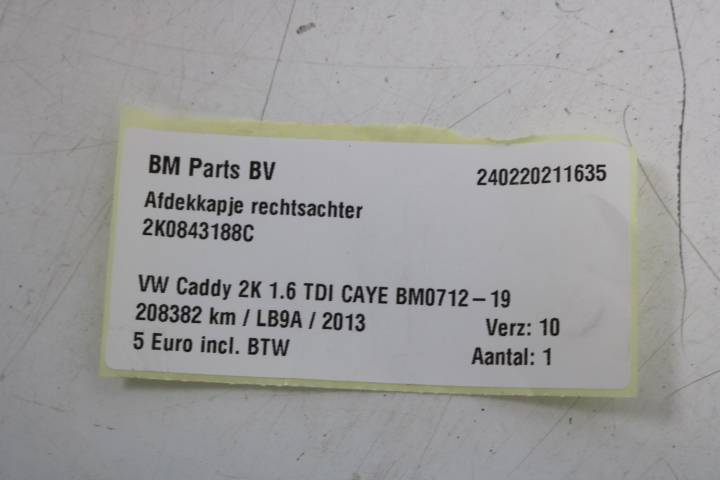 BM Parts BV 240220211635
Afdekkapje rechtsachter
2K0843188C
VW Caddy 2K 1.6 TDI CAYE BM0712-19
208382 km / LB9A / 2013 Verz: 10
5 Euro incl. BTW Aantal: 1